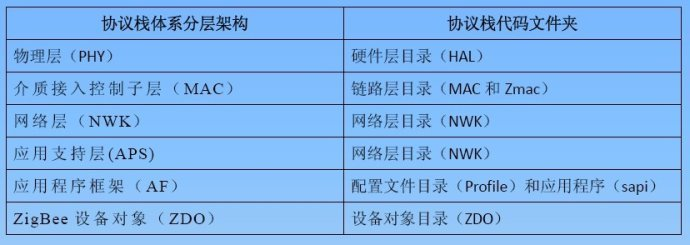 协议栈体系分层架构 协议栈代码文件夹
物理层（PHY） 硬件层目录（HAL）
介质接入控制子层（MAC） 链路层目录（MAC 和 Zmac）
网络层（NWK） 网络层目录（NWK）
应用支持层(APS) 网络层目录（NWK）
应用程序框架（AF） 配置文件目录（Profile）和应用程序（sapi）
ZigBee 设备对象（ZDO） 设备对象目录（ZDO）